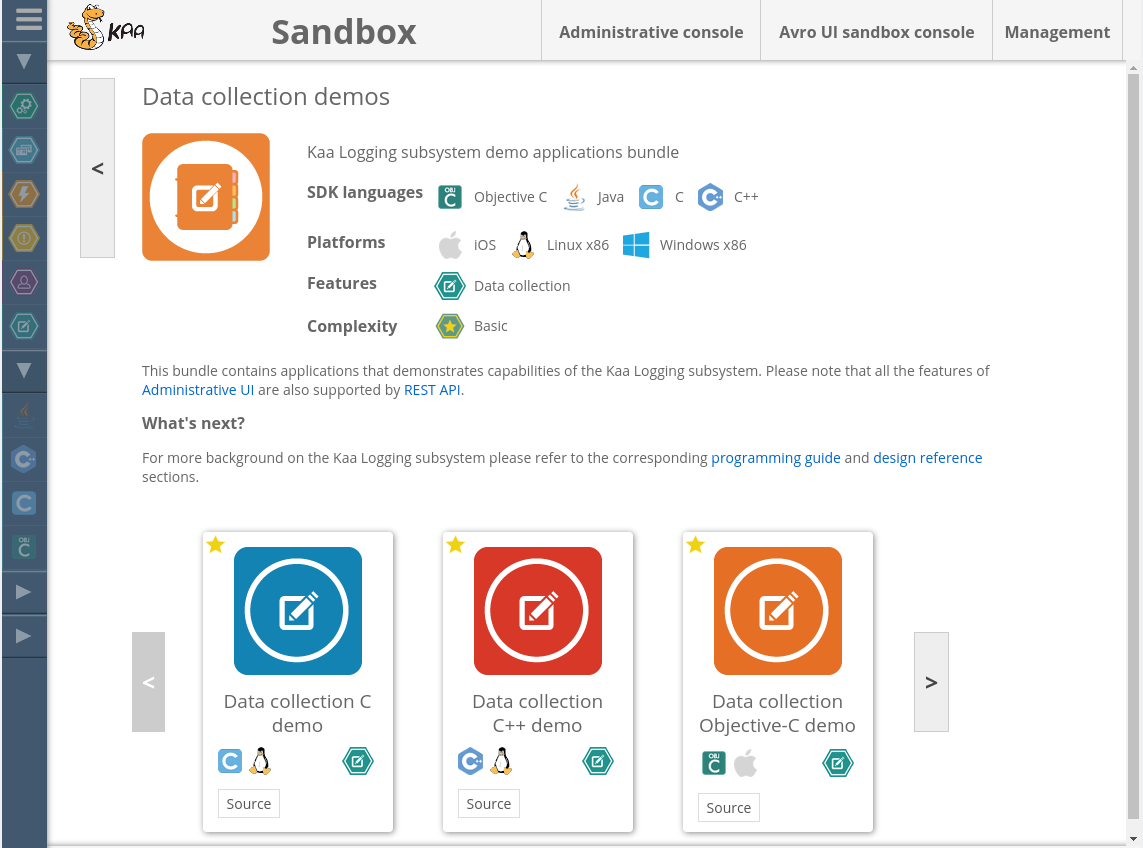 KAA
Sandbox
Administrative console
Avro UI sandbox console
Management
<
Data collection demos
Kaa Logging subsystem demo applications bundle
SDK languages
OBJ C
Objective C
Java
C
C
C++
Platforms
iOS
Linux x86
Windows x86
Features
Data collection
Complexity
Basic
This bundle contains applications that demonstrates capabilities of the Kaa Logging subsystem. Please note that all the features of
Administrative UI are also supported by REST API.
What's next?
For more background on the Kaa Logging subsystem please refer to the corresponding programming guide and design reference
sections.
<
Data collection C
demo
C
Source
Data collection
C++ demo
C++
Source
Data collection
Objective-C demo
OBJ C
Source
>